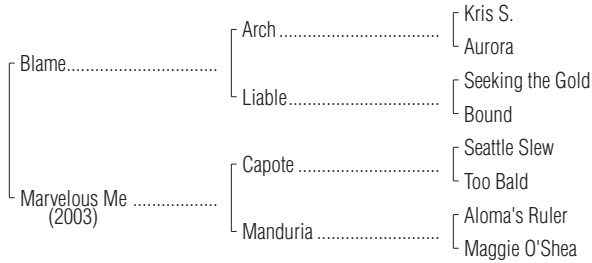 Kris S.
Arch
Aurora
Blame
Seeking the Gold
Liable
Bound
Seattle Slew
Capote
Too Bald
Marvelous Me
(2003)
Aloma's Ruler
Manduria
Maggie O'Shea